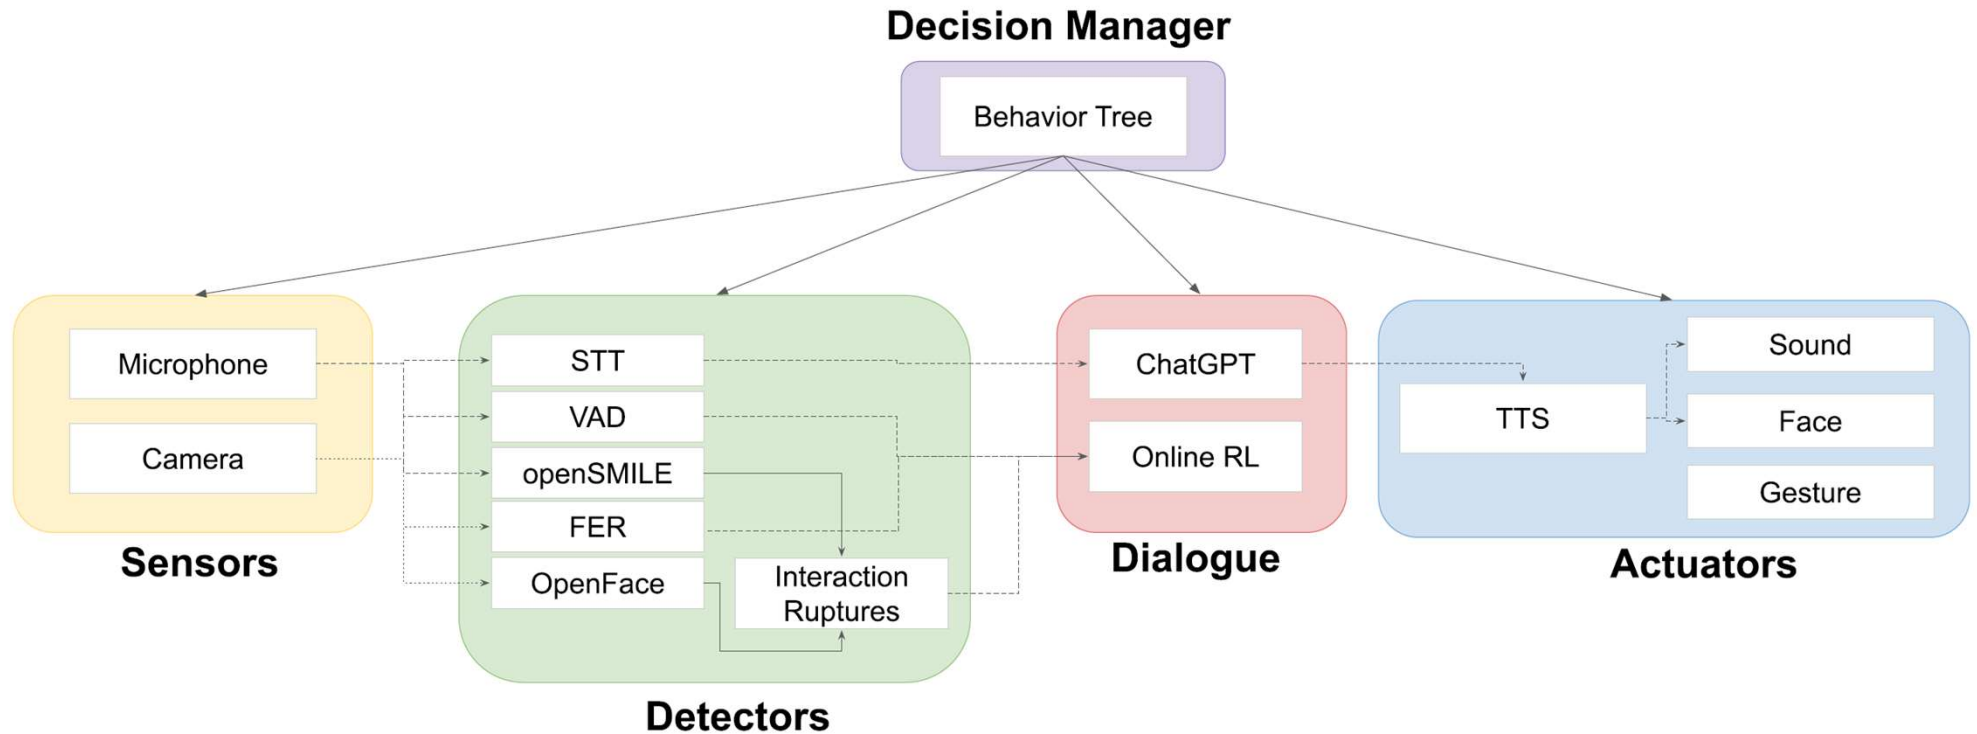 Decision Manager
Behavior Tree
Microphone
Camera
Sensors
STT
VAD
openSMILE
FER
OpenFace
Interaction
Ruptures
Detectors
ChatGPT
Online RL
Dialogue
TTS
Sound
Face
Gesture
Actuators